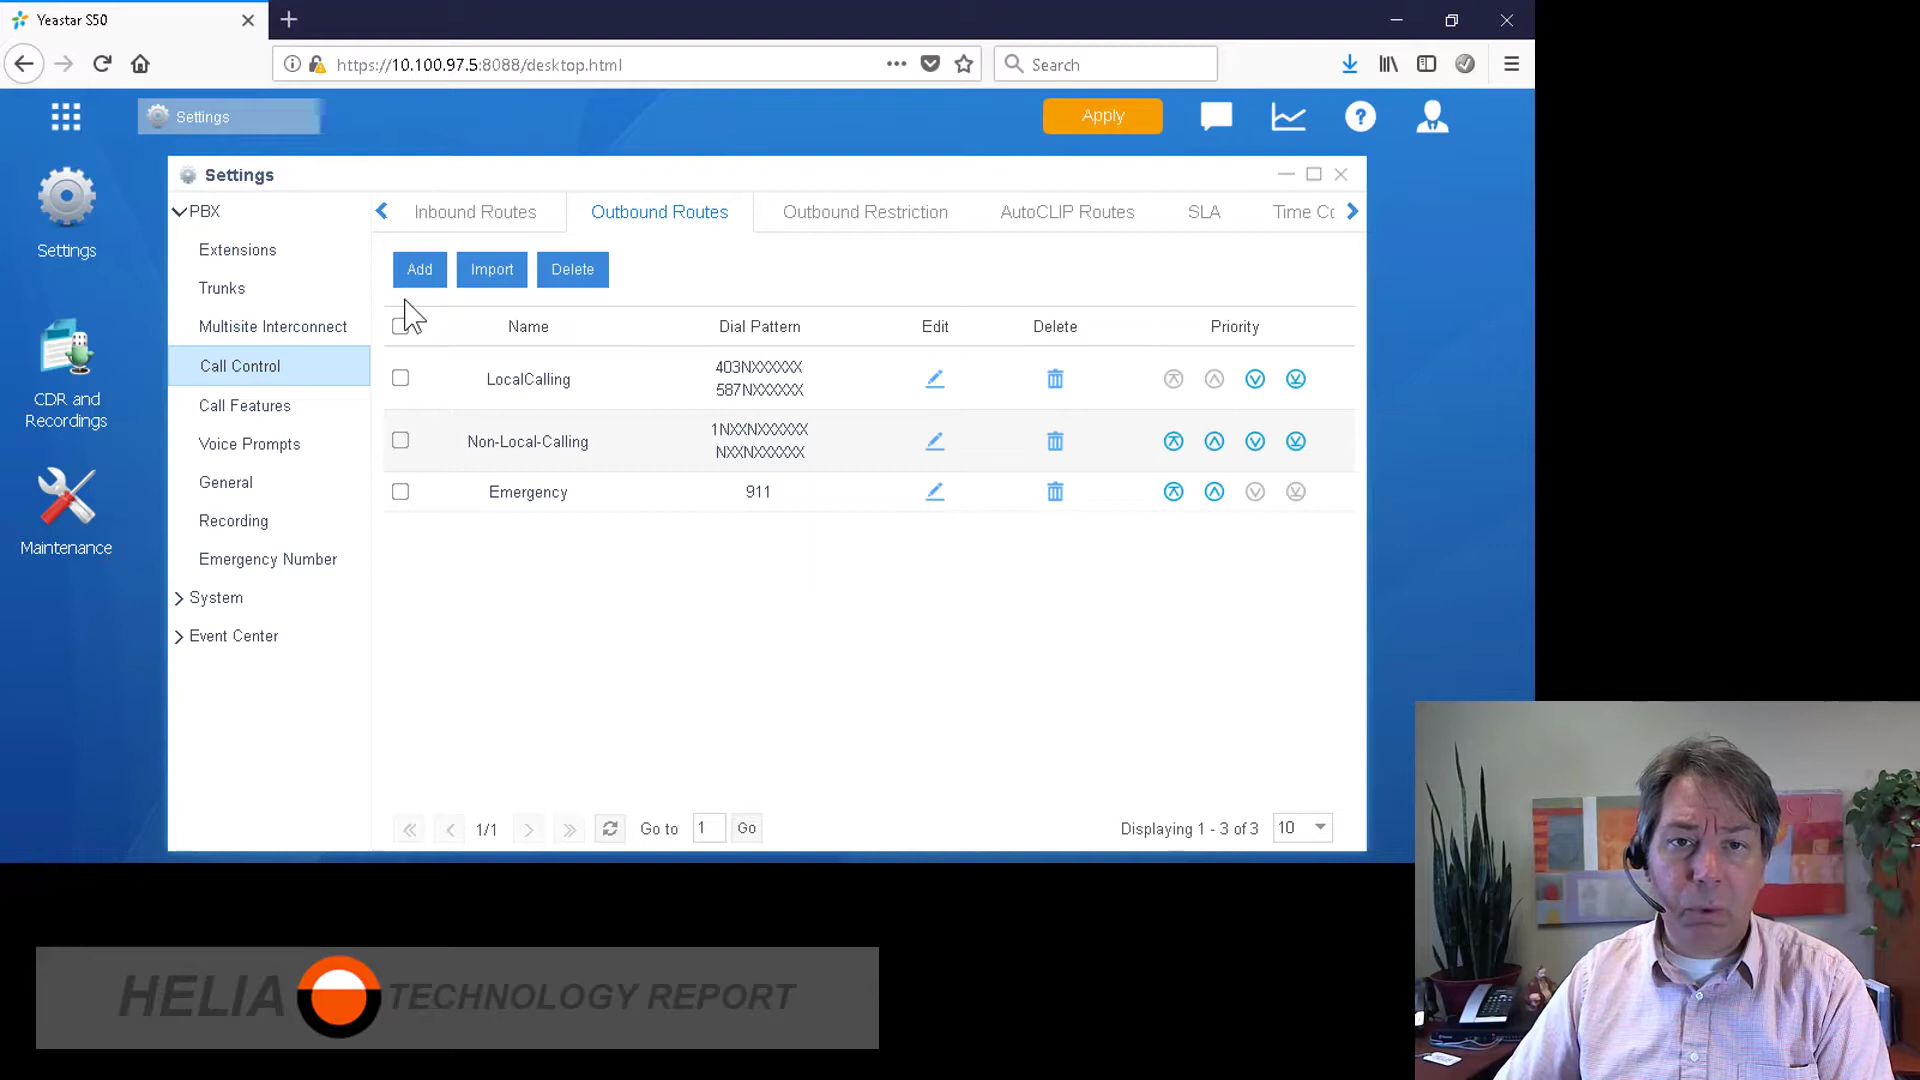 Yeastar S50
https://10.100.97.5:8088/desktop.html
Search
Settings
Apply
Settings
CDR and
Recordings
Maintenance
Settings
PBX
Extensions
Trunks
Multisite Interconnect
Call Control
Call Features
Voice Prompts
General
Recording
Emergency Number
System
Event Center
Inbound Routes Outbound Routes Outbound Restriction AutoCLIP Routes SLA Time Co
Add Import Delete
Name Dial Pattern Edit Delete Priority
LocalCalling
403NXXXXXX
587NXXXXXX
Non-Local-Calling
1NXXNXXXXXX
NXXNXXXXXX
Emergency 911
1/1 Go to 1 Go Displaying 1 - 3 of 3 10
HELIA TECHNOLOGY REPORT